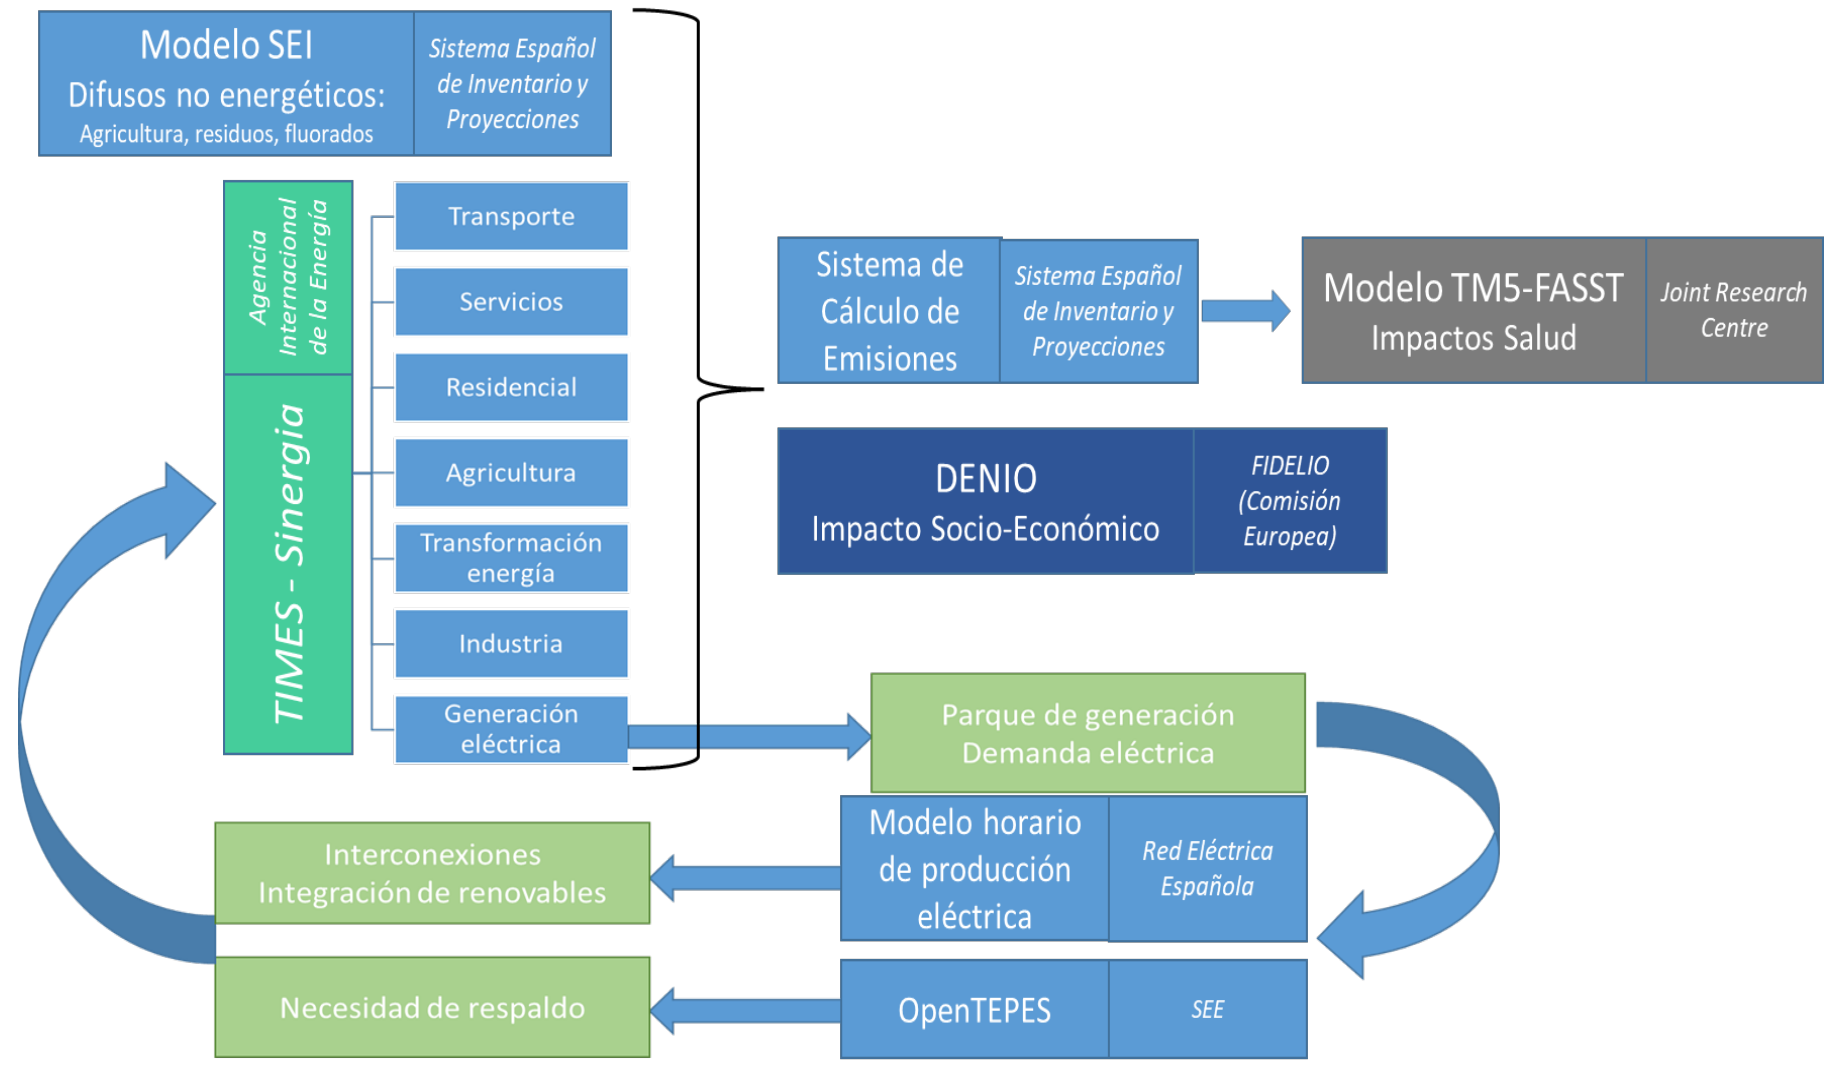 Modelo SEI
Difusos no energéticos:
Agricultura, residuos, fluorados
Sistema Español
de Inventario y
Proyecciones
Agencia
Internacional
de la Energía
TIMES - Sinergia
Transporte
Servicios
Residencial
Agricultura
Transformación
energía
Industria
Generación
eléctrica
Sistema de
Cálculo de
Emisiones
Sistema Español
de Inventario y
Proyecciones
Modelo TM5-FASST
Impactos Salud
Joint Research
Centre
DENIO
Impacto Socio-Económico
FIDELIO
(Comisión
Europea)
Parque de generación
Demanda eléctrica
Modelo horario
de producción
eléctrica
Red Eléctrica
Española
Interconexiones
Integración de renovables
Necesidad de respaldo
OpenTEPES
SEE